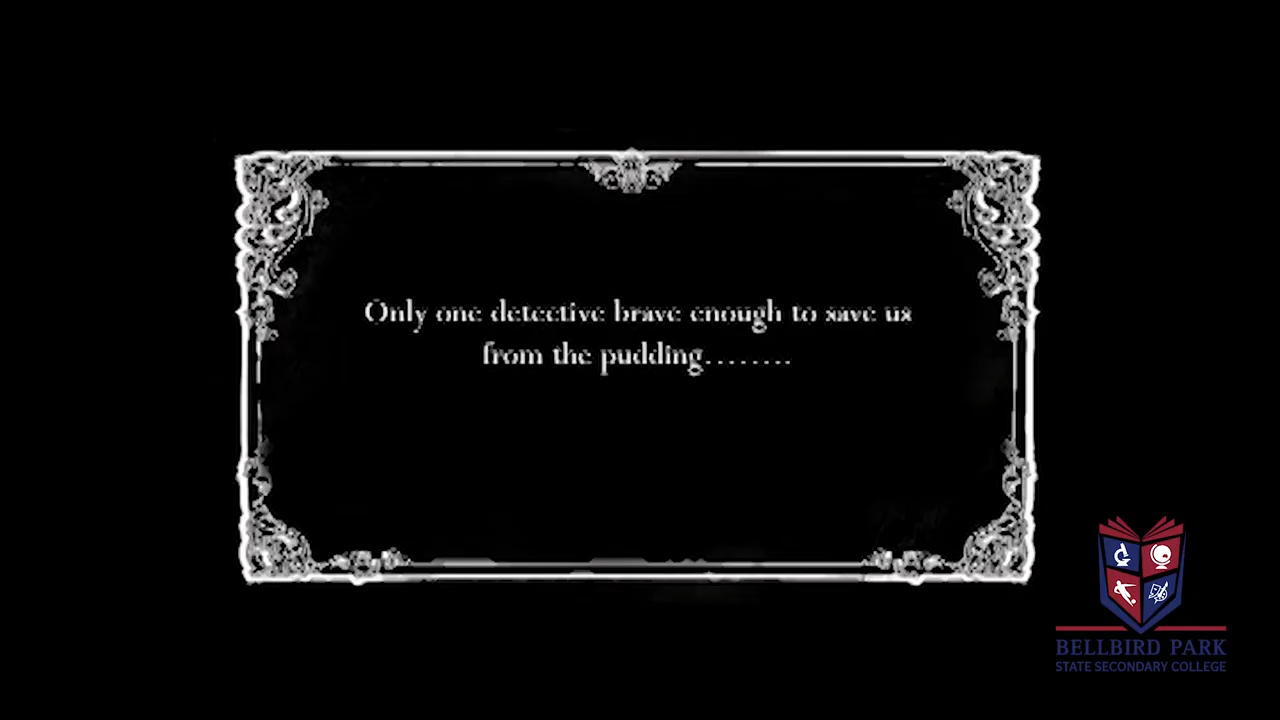 Only one detective brave enough to save us
from the pudding........
BELLBIRD PARK
STATE SECONDARY COLLEGE